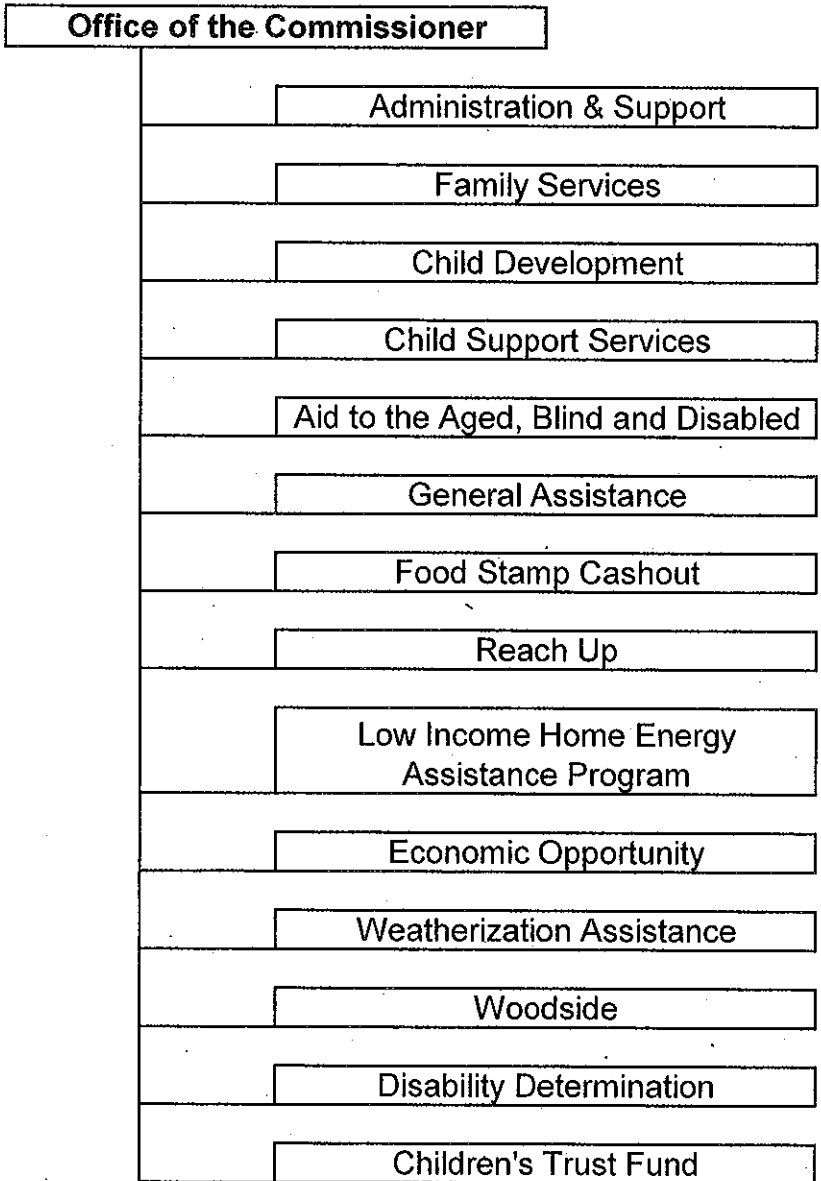 Office of the Commissioner
Administration & Support
Family Services
Child Development
Child Support Services
Aid to the Aged, Blind and Disabled
General Assistance
Food Stamp Cashout
Reach Up
Low Income Home Energy
Assistance Program
Economic Opportunity
Weatherization Assistance
Woodside
Disability Determination
Children's Trust Fund